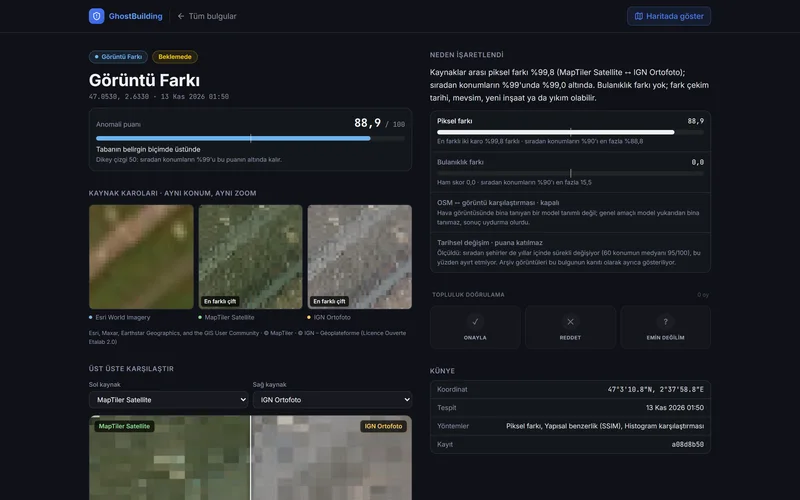 GhostBuilding
← Tüm bulgular
Haritada göster
Görüntü Farkı
Beklemede
Görüntü Farkı
47.0530, 2.6330 · 13 Kas 2026 01:50
Anomali puanı
88,9 / 100
Tabanın belirgin biçimde üstünde
Dikey çizgi 50: sıradan konumların %99'u bu puanın altında kalır.
KAYNAK KAROLARI · AYNI KONUM, AYNI ZOOM
En farklı çift
En farklı çift
Esri World Imagery
MapTiler Satellite
IGN Ortofoto
Esri, Maxar, Earthstar Geographics, and the GIS User Community · © MapTiler · © IGN – Géoplateforme (Licence Ouverte
Etalab 2.0)
ÜST ÜSTE KARŞILAŞTIR
Sol kaynak
Sağ kaynak
MapTiler Satellite
IGN Ortofoto
MapTiler Satellite
IGN Ortofoto
NEDEN İŞARETLENDİ
Kaynaklar arası piksel farkı %99,8 (MapTiler Satellite ↔ IGN Ortofoto);
sıradan konumların %99'unda %99,0 altında. Bulanıklık farkı yok; fark çekim
tarihi, mevsim, yeni inşaat ya da yıkım olabilir.
Piksel farkı
88,9
En farklı iki karo %99,8 farklı · sıradan konumların %90'ı en fazla %88,8
Bulanıklık farkı
0,0
Ham skor 0,0 · sıradan konumların %90'ı en fazla 15,5
OSM ↔ görüntü karşılaştırması · kapalı
Hava görüntüsünde bina tanıyan bir model tanımlı değil; genel amaçlı model yukarıdan bina
tanımaz, sonuç uydurma olurdu.
Tarihsel değişim · puana katılmaz
Ölçüldü: sıradan şehirler de yıllar içinde sürekli değişiyor (60 konumun medyanı 95/100), bu
yüzden ayırt etmiyor. Arşiv görüntüleri bu bulgunun kanıtı olarak ayrıca gösteriliyor.
TOPLULUK DOĞRULAMA
0 oy
✓
ONAYLA
✕
REDDET
?
EMİN DEĞİLİM
KÜNYE
Koordinat
47°3'10.8"N, 2°37'58.8"E
Tespit
13 Kas 2026 01:50
Yöntemler
Piksel farkı, Yapısal benzerlik (SSIM), Histogram karşılaştırması
Kayıt
a08d8b50